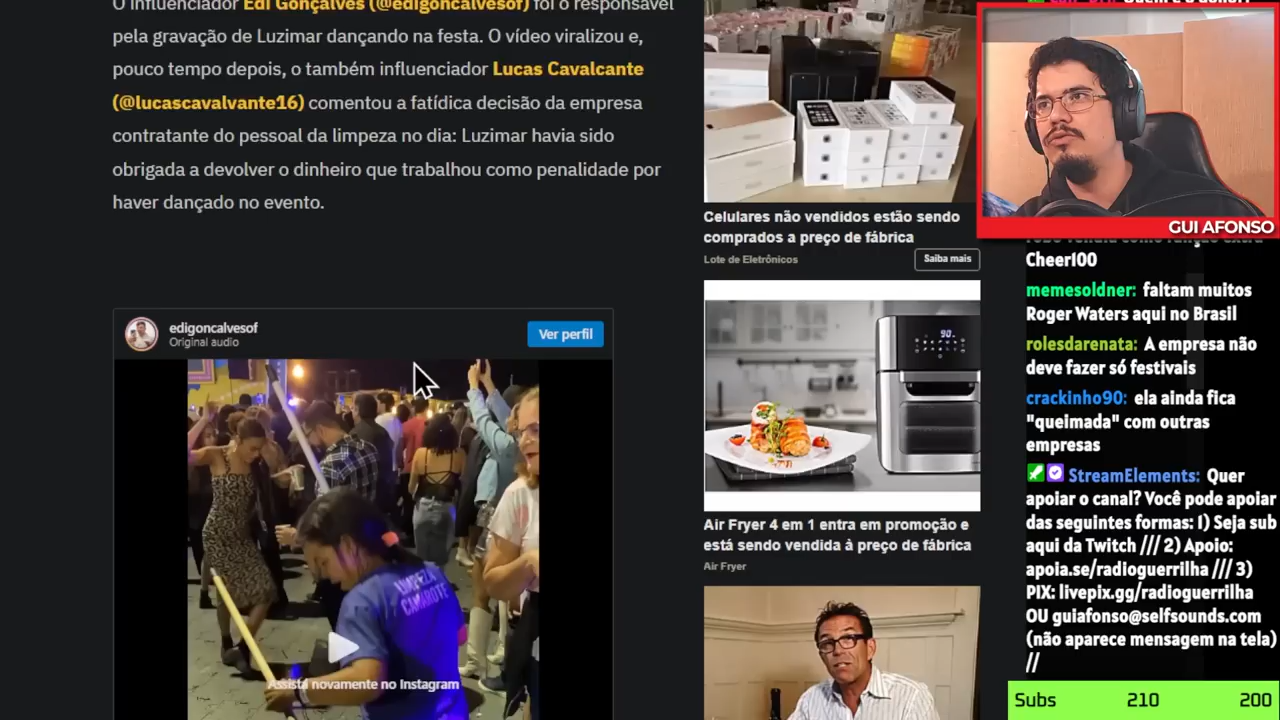 O influenciador Edi Gonçalves (@edigoncalvesof) foi o responsável
pela gravação de Luzimar dançando na festa. O vídeo viralizou e,
pouco tempo depois, o também influenciador Lucas Cavalcante
(@lucascavalvante16) comentou a fatídica decisão da empresa
contratante do pessoal da limpeza no dia: Luzimar havia sido
obrigada a devolver o dinheiro que trabalhou como penalidade por
haver dançado no evento.
edigoncalvesof
Original audio
Ver perfil
LIMPEZA
CAMAROTE
Assista novamente no Instagram
Celulares não vendidos estão sendo
comprados a preço de fábrica
Lote de Eletrônicos
Saiba mais
90
Air Fryer 4 em 1 entra em promoção e
está sendo vendida à preço de fábrica
Air Fryer
GUI AFONSO
Cheer100
memesoldner: faltam muitos
Roger Waters aqui no Brasil
rolesdarenata: A empresa não
deve fazer só festivais
crackinho90: ela ainda fica
"queimada" com outras
empresas
StreamElements: Quer
apoiar o canal? Você pode apoiar
das seguintes formas: 1) Seja sub
aqui da Twitch /// 2) Apoio:
apoia.se/radioguerrilha /// 3)
PIX: livepix.gg/radioguerrilha
OU guiafonso@selfsounds.com
(não aparece mensagem na tela)
//
Subs 210 200